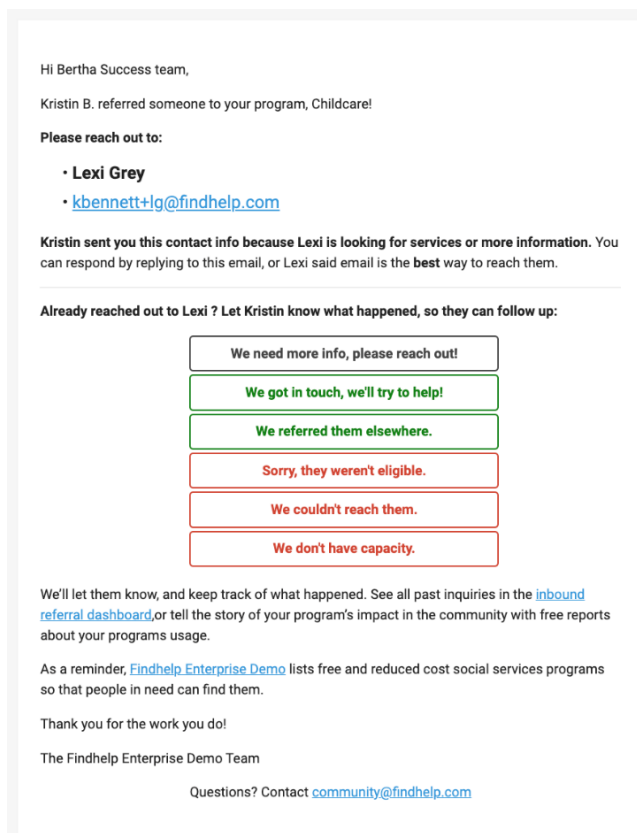 Hi Bertha Success team,
Kristin B. referred someone to your program, Childcare!
Please reach out to:
• Lexi Grey
• kbennett+lg@findhelp.com
Kristin sent you this contact info because Lexi is looking for services or more information. You
can respond by replying to this email, or Lexi said email is the best way to reach them.
Already reached out to Lexi ? Let Kristin know what happened, so they can follow up:
We need more info, please reach out!
We got in touch, we'll try to help!
We referred them elsewhere.
Sorry, they weren't eligible.
We couldn't reach them.
We don't have capacity.
We'll let them know, and keep track of what happened. See all past inquiries in the inbound
referral dashboard,or tell the story of your program's impact in the community with free reports
about your programs usage.
As a reminder, Findhelp Enterprise Demo lists free and reduced cost social services programs
so that people in need can find them.
Thank you for the work you do!
The Findhelp Enterprise Demo Team
Questions? Contact community@findhelp.com